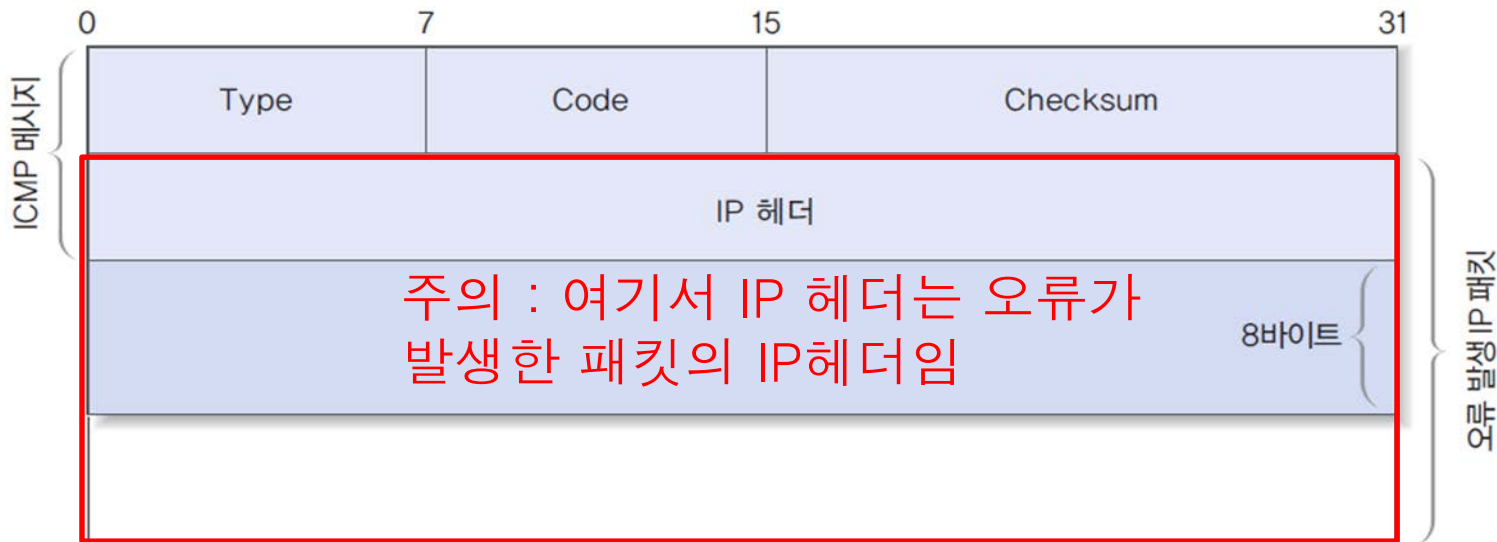 0 7 15 31
Type Code Checksum
ICMP 메시지
IP 헤더
주의 : 여기서 IP 헤더는 오류가
발생한 패킷의 IP헤더임
8바이트
오류 발생 IP 패킷